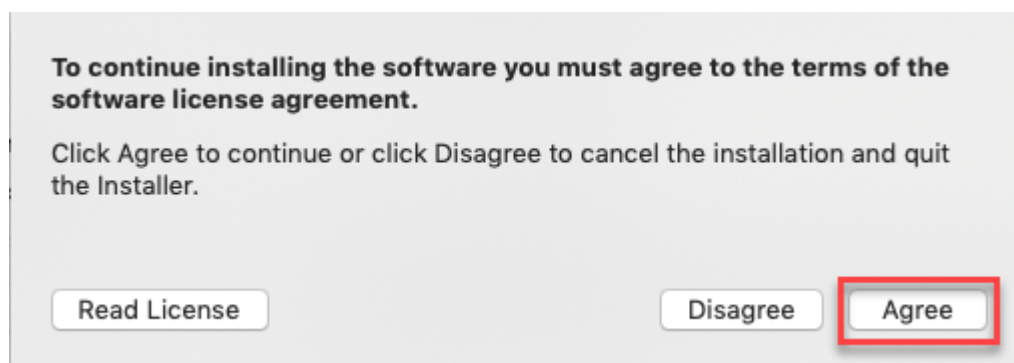 To continue installing the software you must agree to the terms of the
software license agreement.
Click Agree to continue or click Disagree to cancel the installation and quit
the Installer.
Read License
Disagree
Agree